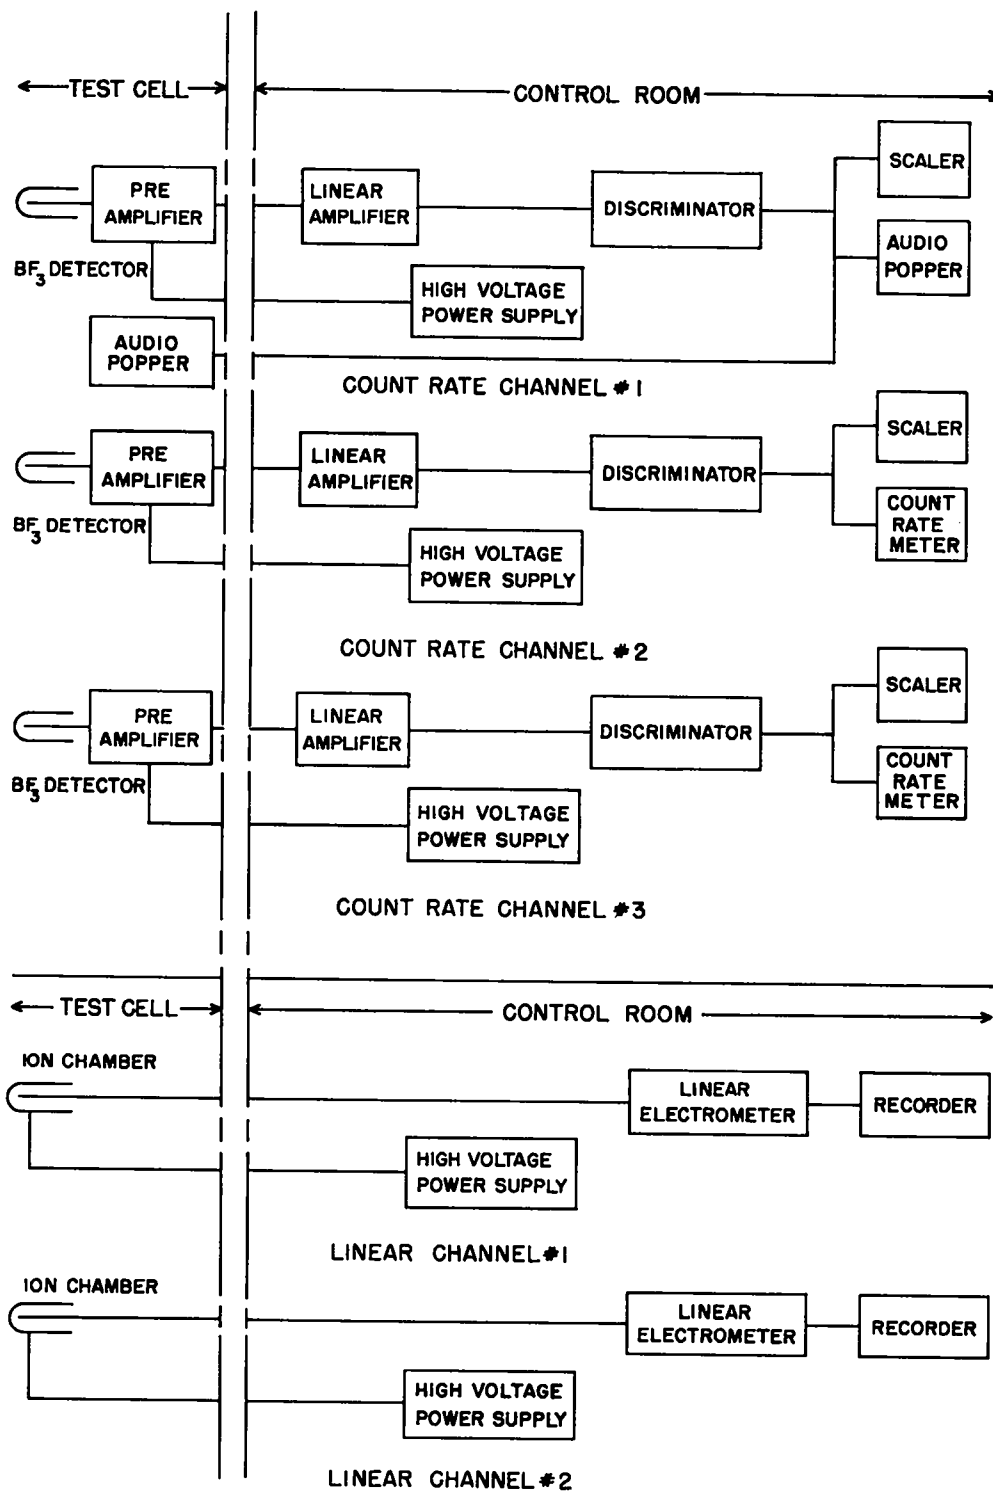 TEST CELL
CONTROL ROOM
PRE
AMPLIFIER
LINEAR
AMPLIFIER
DISCRIMINATOR
SCALER
AUDIO
POPPER
BF3 DETECTOR
HIGH VOLTAGE
POWER SUPPLY
AUDIO
POPPER
COUNT RATE CHANNEL #1
PRE
AMPLIFIER
LINEAR
AMPLIFIER
DISCRIMINATOR
SCALER
COUNT
RATE
METER
BF3 DETECTOR
HIGH VOLTAGE
POWER SUPPLY
COUNT RATE CHANNEL #2
PRE
AMPLIFIER
LINEAR
AMPLIFIER
DISCRIMINATOR
SCALER
COUNT
RATE
METER
BF3 DETECTOR
HIGH VOLTAGE
POWER SUPPLY
COUNT RATE CHANNEL #3
TEST CELL
CONTROL ROOM
ION CHAMBER
LINEAR
ELECTROMETER
RECORDER
HIGH VOLTAGE
POWER SUPPLY
LINEAR CHANNEL #1
ION CHAMBER
LINEAR
ELECTROMETER
RECORDER
HIGH VOLTAGE
POWER SUPPLY
LINEAR CHANNEL #2